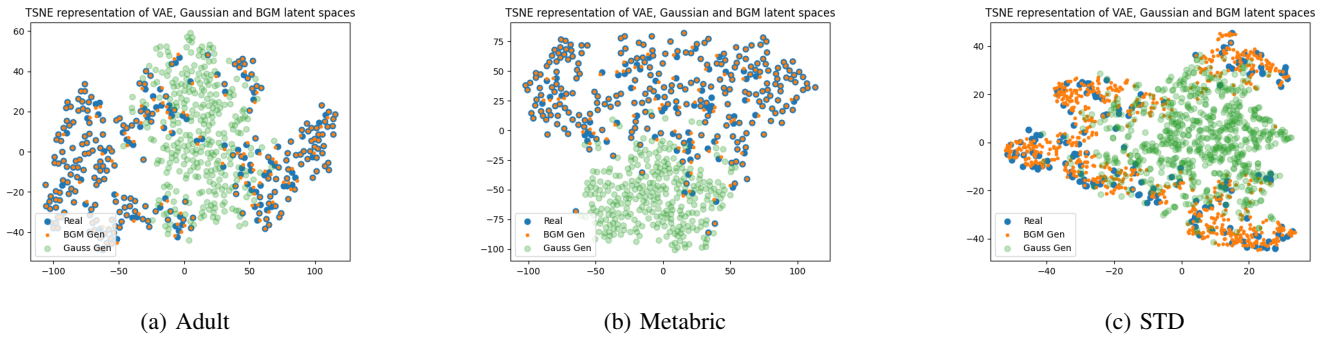 TSNE representation of VAE, Gaussian and BGM latent spaces
60
40
20
0
−20
−40
Real
BGM Gen
Gauss Gen
−100
−50
0
50
100
(a) Adult
TSNE representation of VAE, Gaussian and BGM latent spaces
75
50
25
0
−25
−50
−75
−100
Real
BGM Gen
Gauss Gen
−100
−50
0
50
100
(b) Metabric
TSNE representation of VAE, Gaussian and BGM latent spaces
40
20
0
−20
−40
Real
BGM Gen
Gauss Gen
−40
−20
0
20
(c) STD